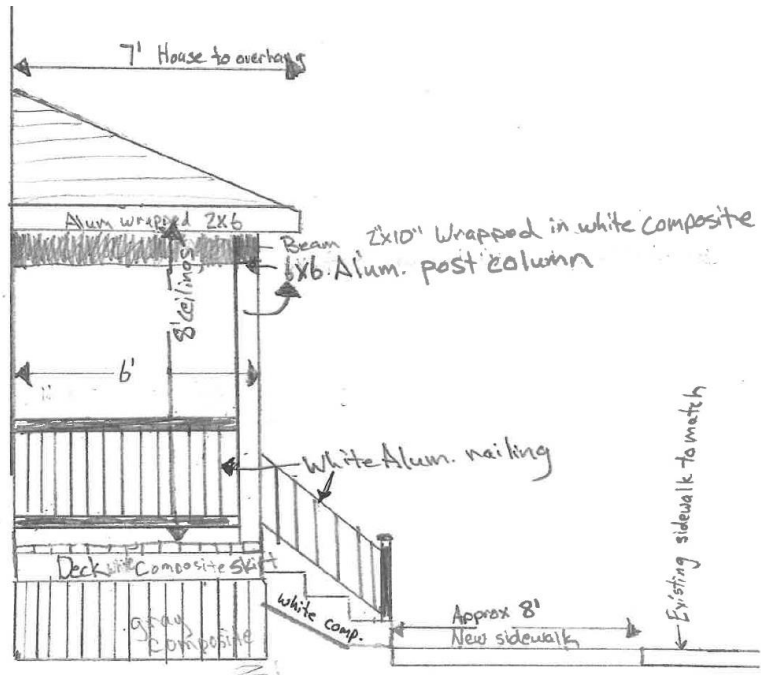 7' House to overhang
Alum wrapped 2x6
Beam 2"x10" Wrapped in white composite
6x6 Alum. post column
8' ceilings
6'
White Alum. railing
Existing sidewalk to match
Deck white Composite Skirt
white comp.
Approx 8'
New sidewalk
gray
composite